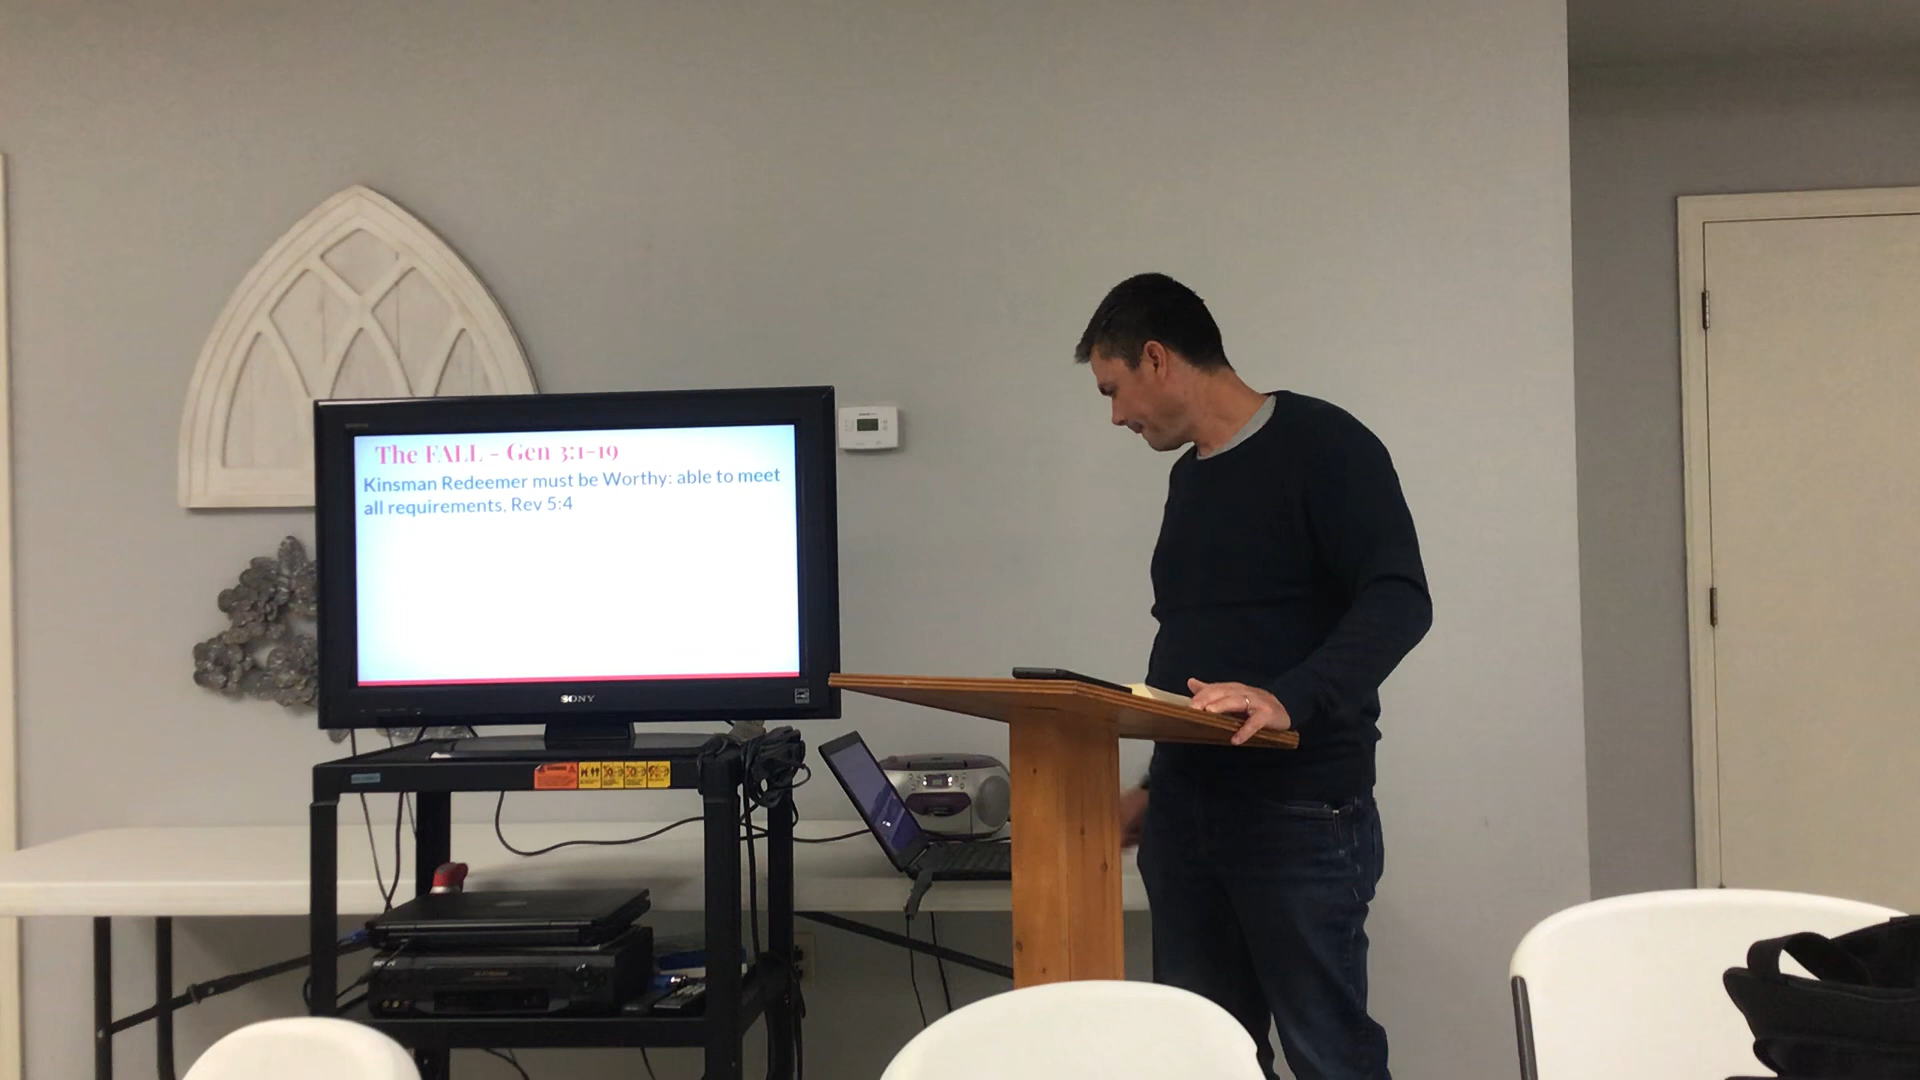 The FALL - Gen 3:1-19
Kinsman Redeemer must be Worthy: able to meet
all requirements, Rev 5:4
SONY